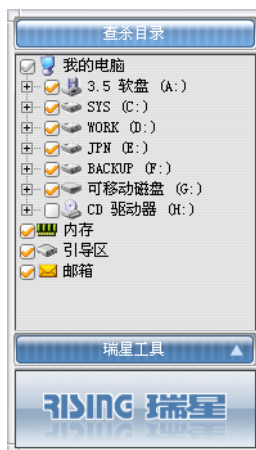 查杀目录
我的电脑
3.5 软盘 (A:)
SYS (C:)
WORK (D:)
JPN (E:)
BACKUP (F:)
可移动磁盘 (G:)
CD 驱动器 (H:)
内存
引导区
邮箱
瑞星工具
RISING 瑞星